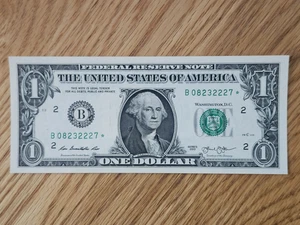 FEDERAL RESERVE NOTE
THE UNITED STATES OF AMERICA
1
1
THIS NOTE IS LEGAL TENDER
FOR ALL DEBTS, PUBLIC AND PRIVATE
B 08232227 *
2
2
B
WASHINGTON, D.C.
B 08232227 *
2
2
1
1
ONE DOLLAR